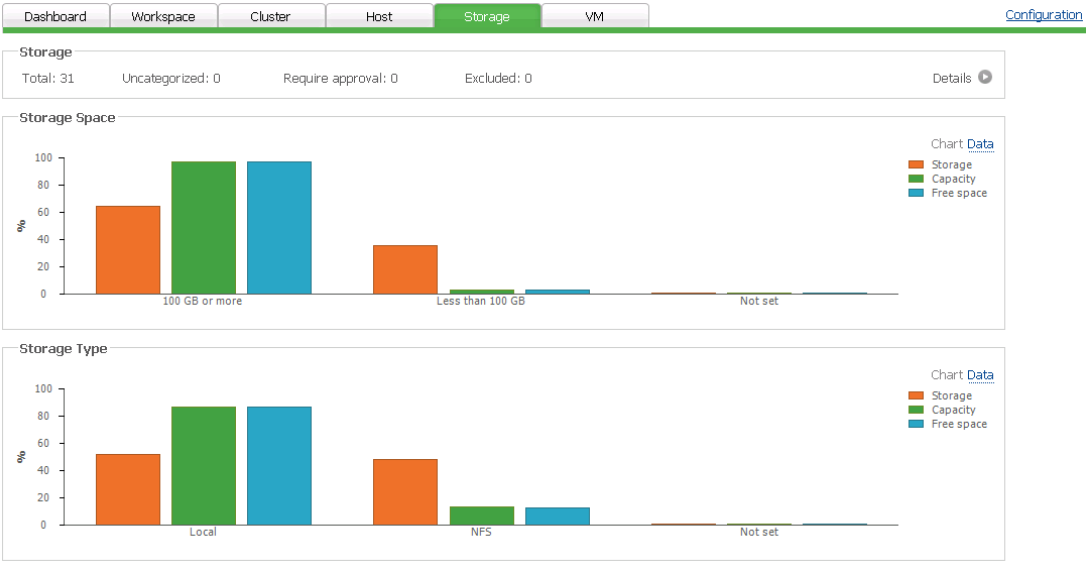 Dashboard Workspace Cluster Host Storage VM Configuration
Storage
Total: 31 Uncategorized: 0 Require approval: 0 Excluded: 0 Details
Storage Space
Chart Data
Storage
Capacity
Free space
100
80
60
40
20
0
%
100 GB or more Less than 100 GB Not set
Storage Type
Chart Data
Storage
Capacity
Free space
100
80
60
40
20
0
%
Local NFS Not set